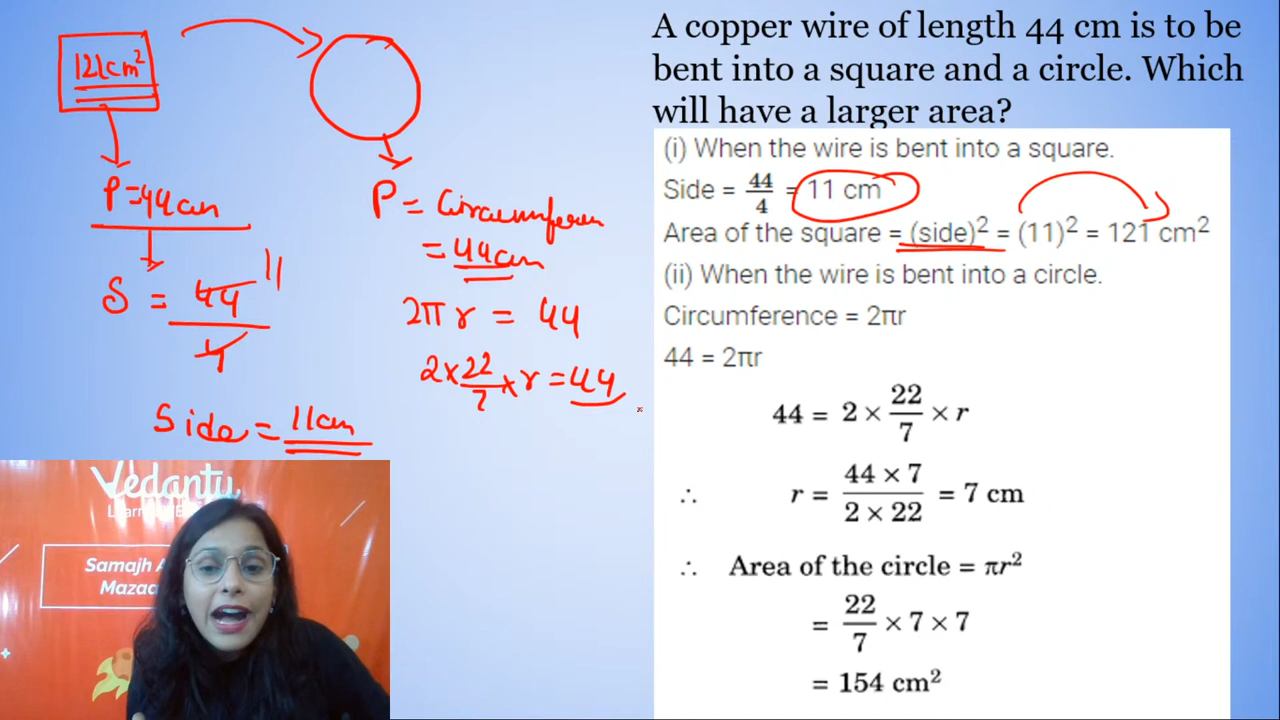 A copper wire of length 44 cm is to be
bent into a square and a circle. Which
will have a larger area?
(i) When the wire is bent into a square.
Side = 44/4 = 11 cm
Area of the square = (side)² = (11)² = 121 cm²
(ii) When the wire is bent into a circle.
Circumference = 2πr
44 = 2πr
44 = 2 × 22/7 × r
∴ r = (44 × 7)/(2 × 22) = 7 cm
∴ Area of the circle = πr²
= 22/7 × 7 × 7
= 154 cm²
121cm²
P=44cm
S = 44/4 11
Side = 11cm
P = Circumferen
= 44cm
2π r = 44
2×22/7×r = 44
Vedantu
Samajh A
Mazaa